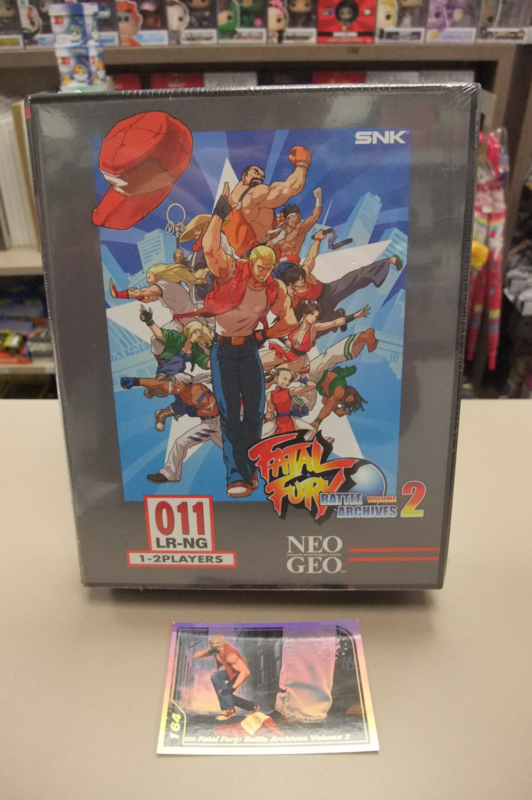 SNK
FATAL
FURY
BATTLE VOLUME 2
ARCHIVES
011
LR-NG
1-2PLAYERS
NEO
GEO
164
Fatal Fury: Battle Archives Volume 2